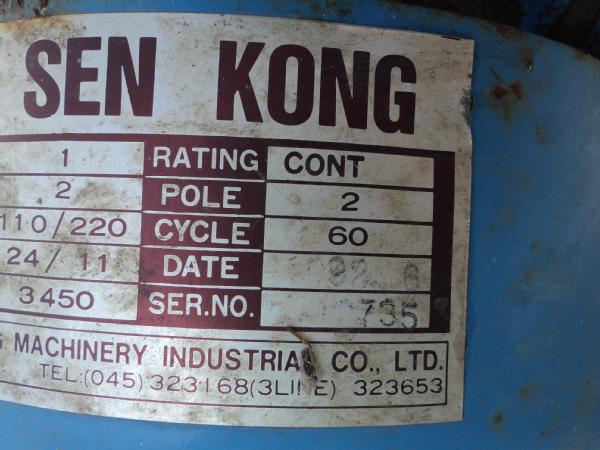 SEN KONG
1 RATING CONT
2 POLE 2
110/220 CYCLE 60
24/11 DATE
3450 SER.NO. 735
G MACHINERY INDUSTRIAL CO., LTD.
TEL:(045)323168(3LINE) 323653